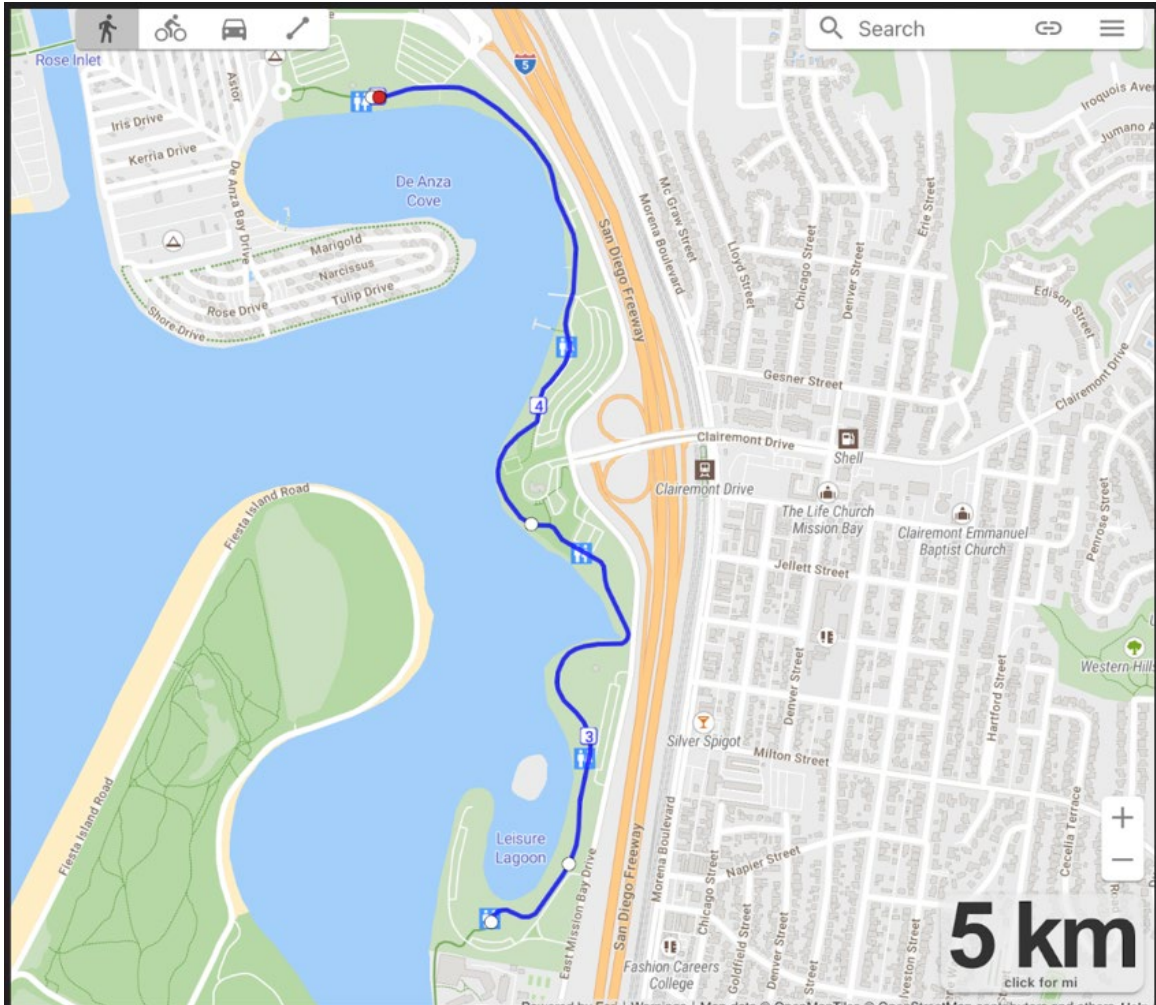 Search
5
Rose Inlet
Astor
Iris Drive
Kerria Drive
De Anza Bay Drive
De Anza
Cove
Marigold
Narcissus
Tulip Drive
Rose Drive
Shore Drive
San Diego Freeway
Mc Graw Street
Morena Boulevard
Lloyd Street
Chicago Street
Denver Street
Erie Street
Jumano A
Edison Street
Gesner Street
Clairemont Drive
4
Clairemont Drive
Shell
Clairemont Drive
The Life Church
Mission Bay
Clairemont Emmanuel
Baptist Church
Penrose Street
Fiesta Island Road
Jellett Street
Western Hills
Denver Street
Hartford Street
3
Silver Spigot
Milton Street
Leisure
Lagoon
Fiesta Island Road
East Mission Bay Drive
San Diego Freeway
Morena Boulevard
Chicago Street
Napier Street
Cecelia Terrace
Goldfield Street
Denver Street
Fashion Careers
College
5 km
click for mi